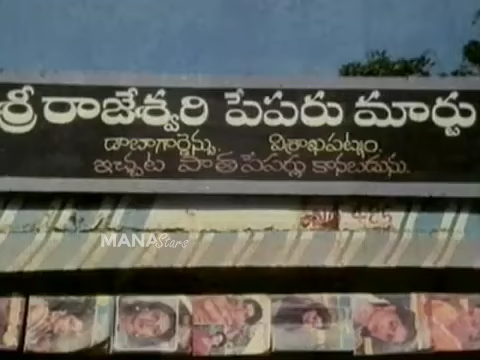 శ్రీ రాజేశ్వరి పేపరు మార్టు
డాబాగార్డెన్సు, విశాఖపట్నం.
ఇచ్చట పాత పేపర్లు కొనబడును.
MANA Stars